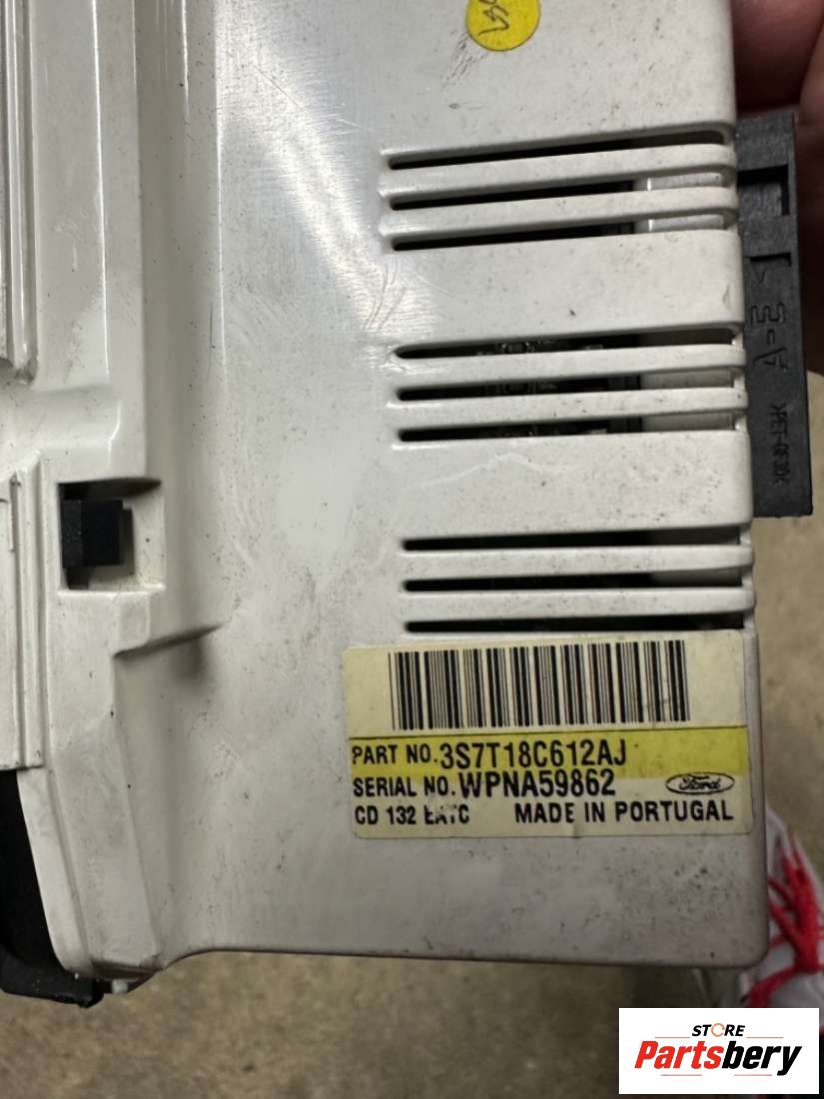 A-E
PART NO. 3S7T18C612AJ
SERIAL NO. WPNA59862 Ford
CD 132 EATC MADE IN PORTUGAL
STORE
Partsbery